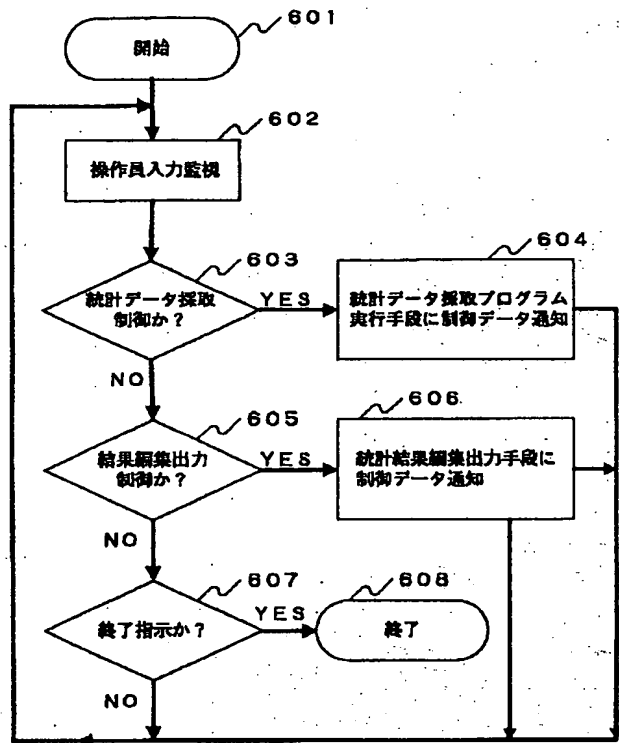 601
開始
602
操作員入力監視
603
統計データ採取
制御か？
YES
604
統計データ採取プログラム
実行手段に制御データ通知
NO
605
結果編集出力
制御か？
YES
606
統計結果編集出力手段に
制御データ通知
NO
607
終了指示か？
YES
608
終了
NO